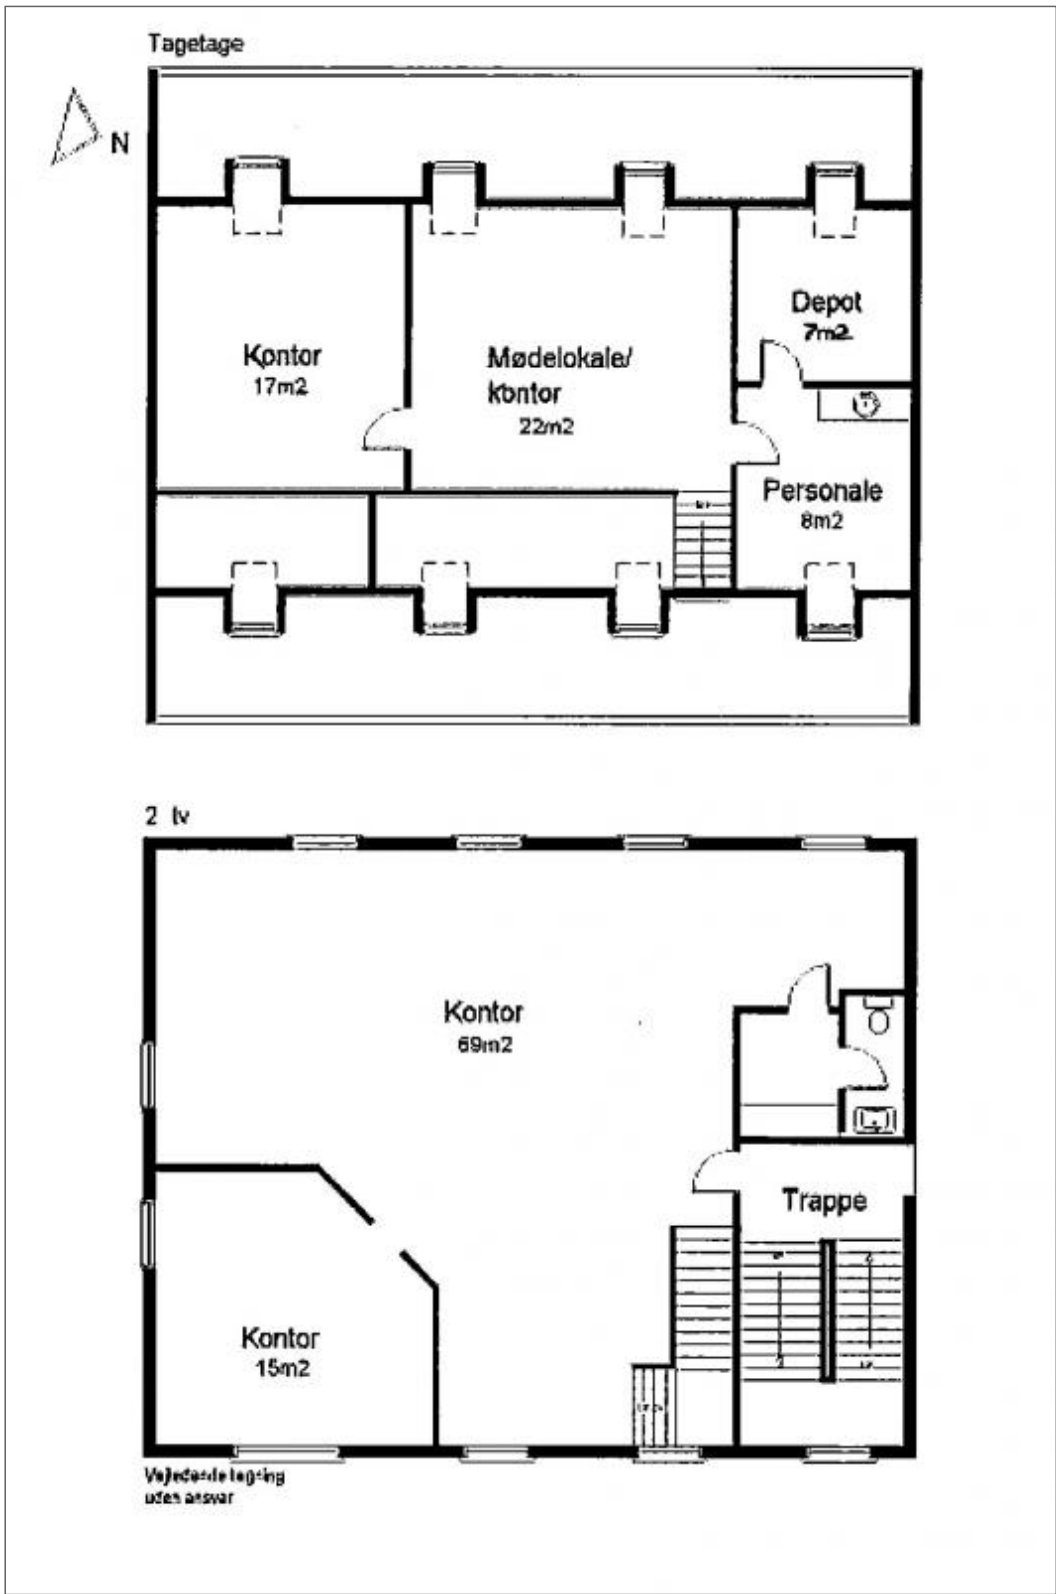 Tagetage
N
Depot
7m2
Kontor
17m2
Mødelokale/
kontor
22m2
Personale
8m2
2 tv
Kontor
69m2
Trappe
Kontor
15m2
Vejledende tegning
uden ansvar